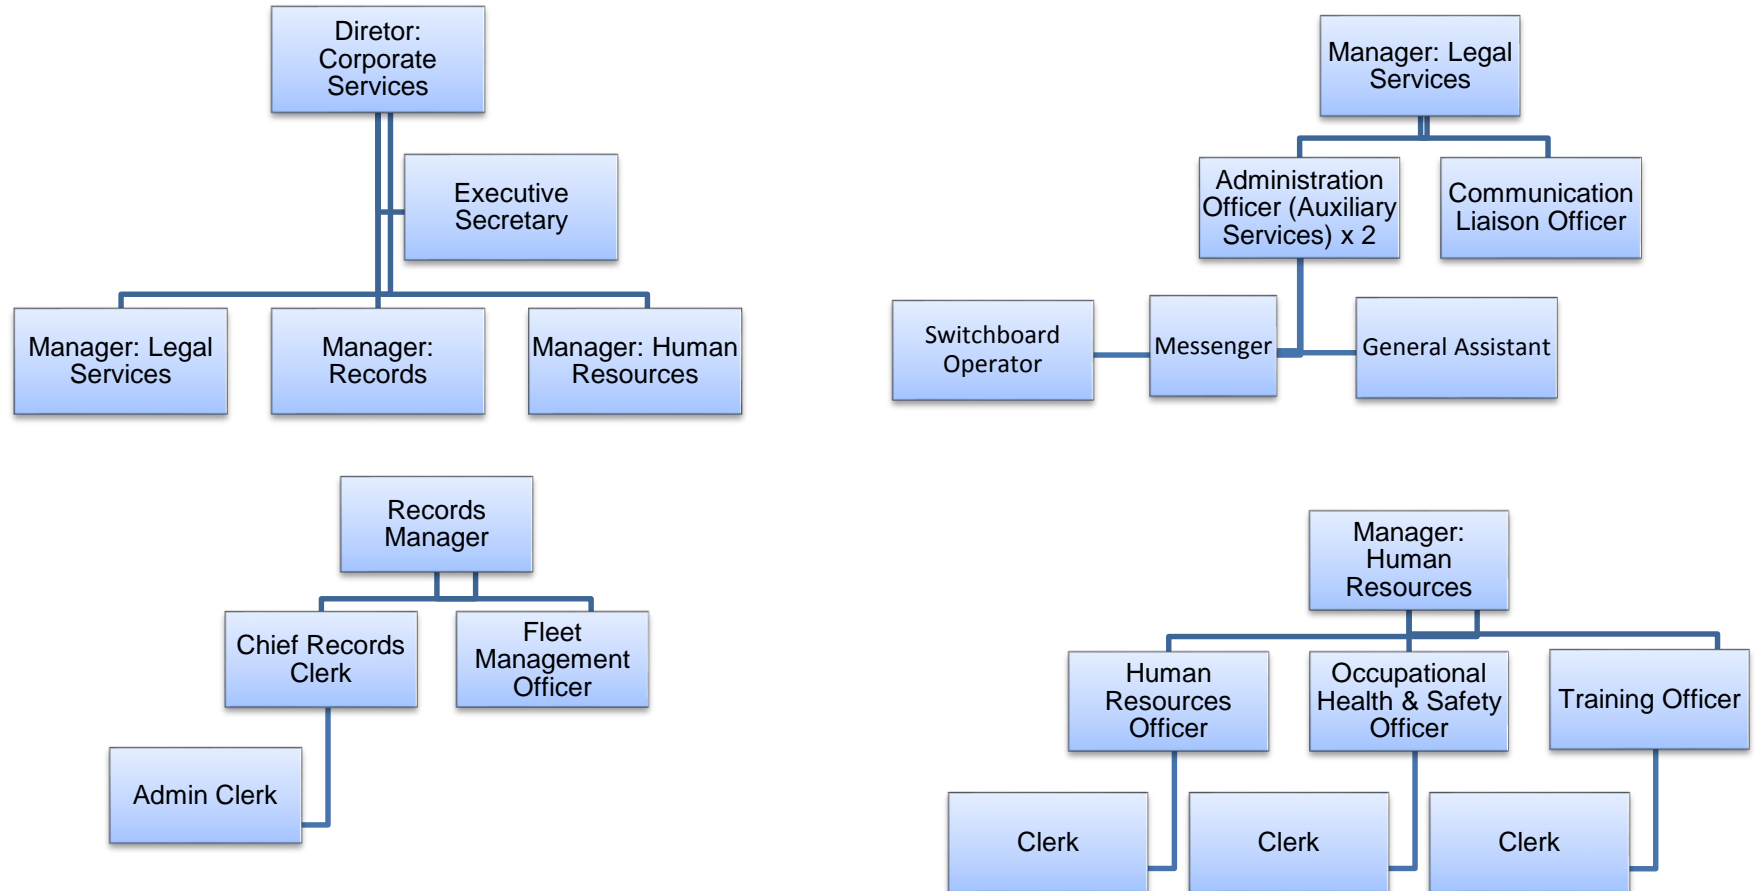 Diretor:
Corporate
Services
Executive
Secretary
Manager: Legal
Services
Manager:
Records
Manager: Human
Resources
Manager: Legal
Services
Administration
Officer (Auxiliary
Services) x 2
Communication
Liaison Officer
Switchboard
Operator
Messenger
General Assistant
Records
Manager
Chief Records
Clerk
Fleet
Management
Officer
Admin Clerk
Manager:
Human
Resources
Human
Resources
Officer
Occupational
Health & Safety
Officer
Training Officer
Clerk
Clerk
Clerk